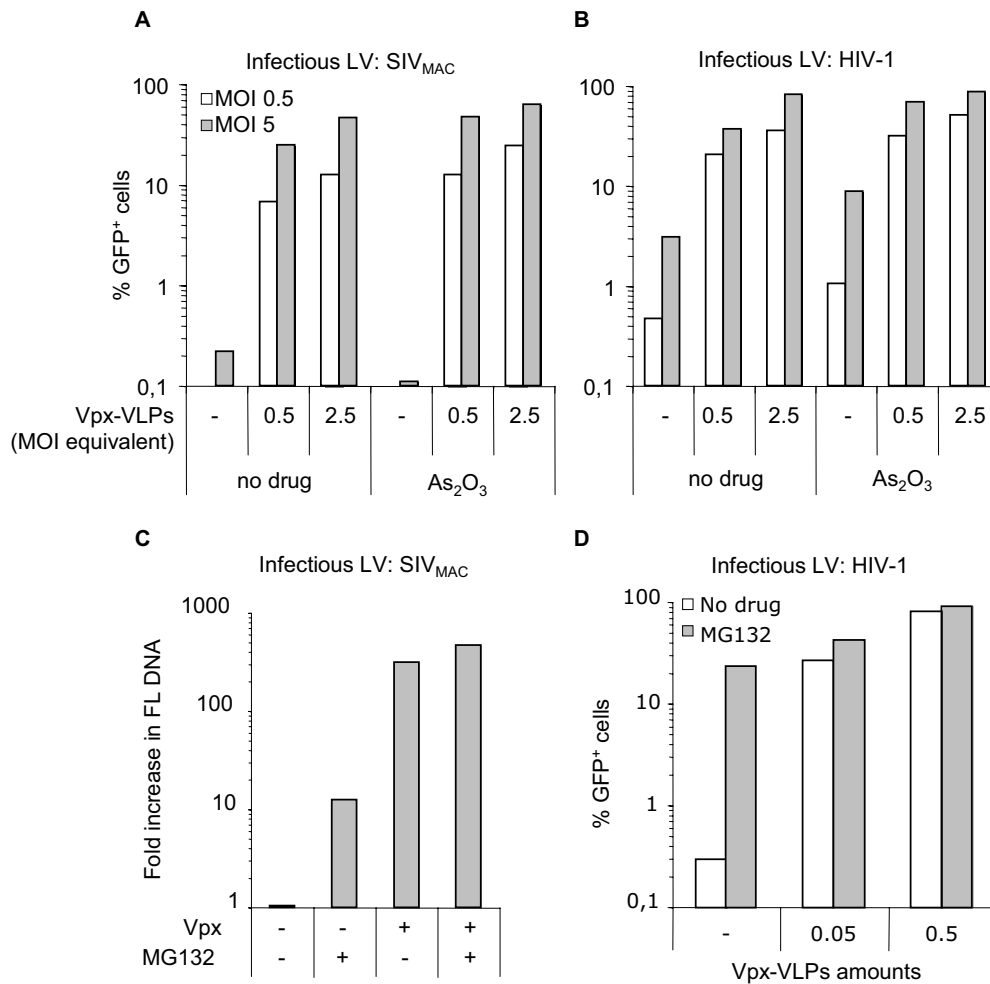 A
Infectious LV: SIVMAC
100
10
1
0,1
% GFP+ cells
MOI 0.5
MOI 5
Vpx-VLPs
(MOI equivalent)
- 0.5 2.5 - 0.5 2.5
no drug As2O3
B
Infectious LV: HIV-1
100
10
1
0,1
% GFP+ cells
- 0.5 2.5 - 0.5 2.5
no drug As2O3
C
Infectious LV: SIVMAC
1000
100
10
1
Fold increase in FL DNA
Vpx - - + +
MG132 - + - +
D
Infectious LV: HIV-1
100
10
1
0,1
% GFP+ cells
No drug
MG132
- 0.05 0.5
Vpx-VLPs amounts